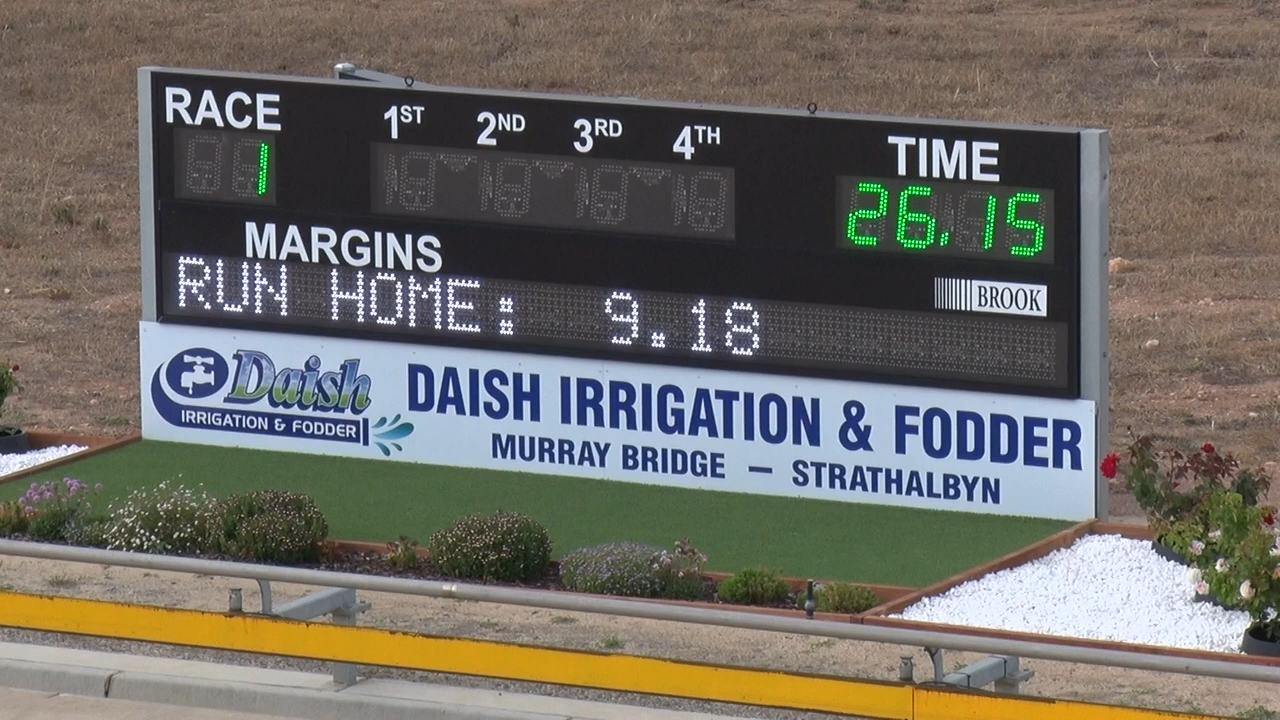 RACE 1ST 2ND 3RD 4TH TIME
1 26.15
MARGINS
RUN HOME: 9.18
BROOK
Daish
IRRIGATION & FODDER
DAISH IRRIGATION & FODDER
MURRAY BRIDGE – STRATHALBYN